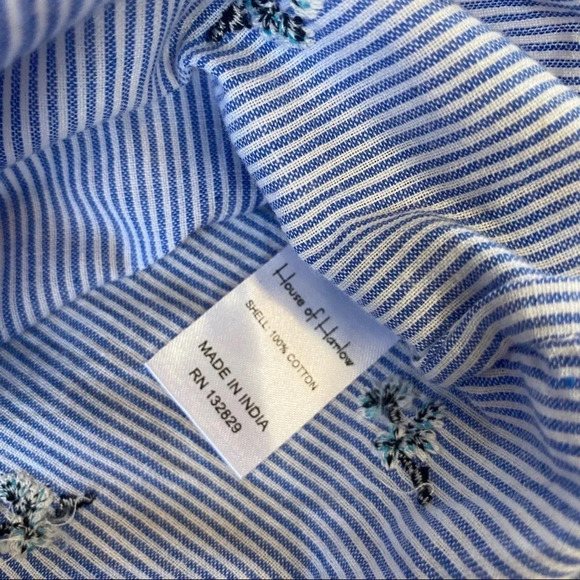 House of Harlow
SHELL: 100% COTTON
MADE IN INDIA
RN 132829